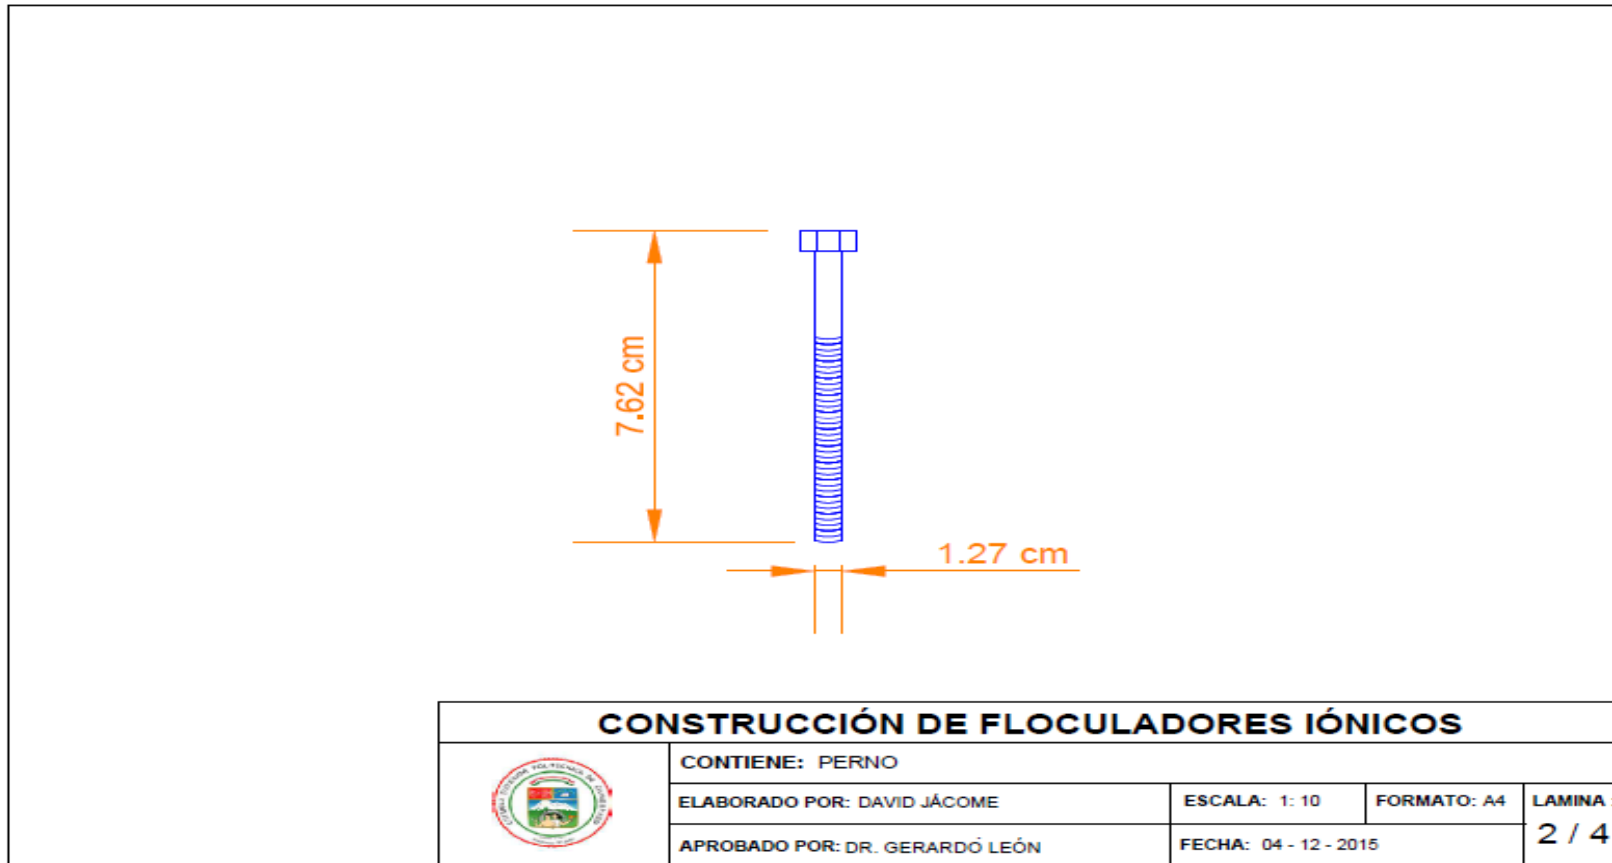 7.62 cm
1.27 cm
CONSTRUCCIÓN DE FLOCULADORES IÓNICOS
CONTIENE: PERNO
ELABORADO POR: DAVID JÁCOME
ESCALA: 1: 10
FORMATO: A4
LAMINA
2 / 4
APROBADO POR: DR. GERARDO LEÓN
FECHA: 04 - 12 - 2015